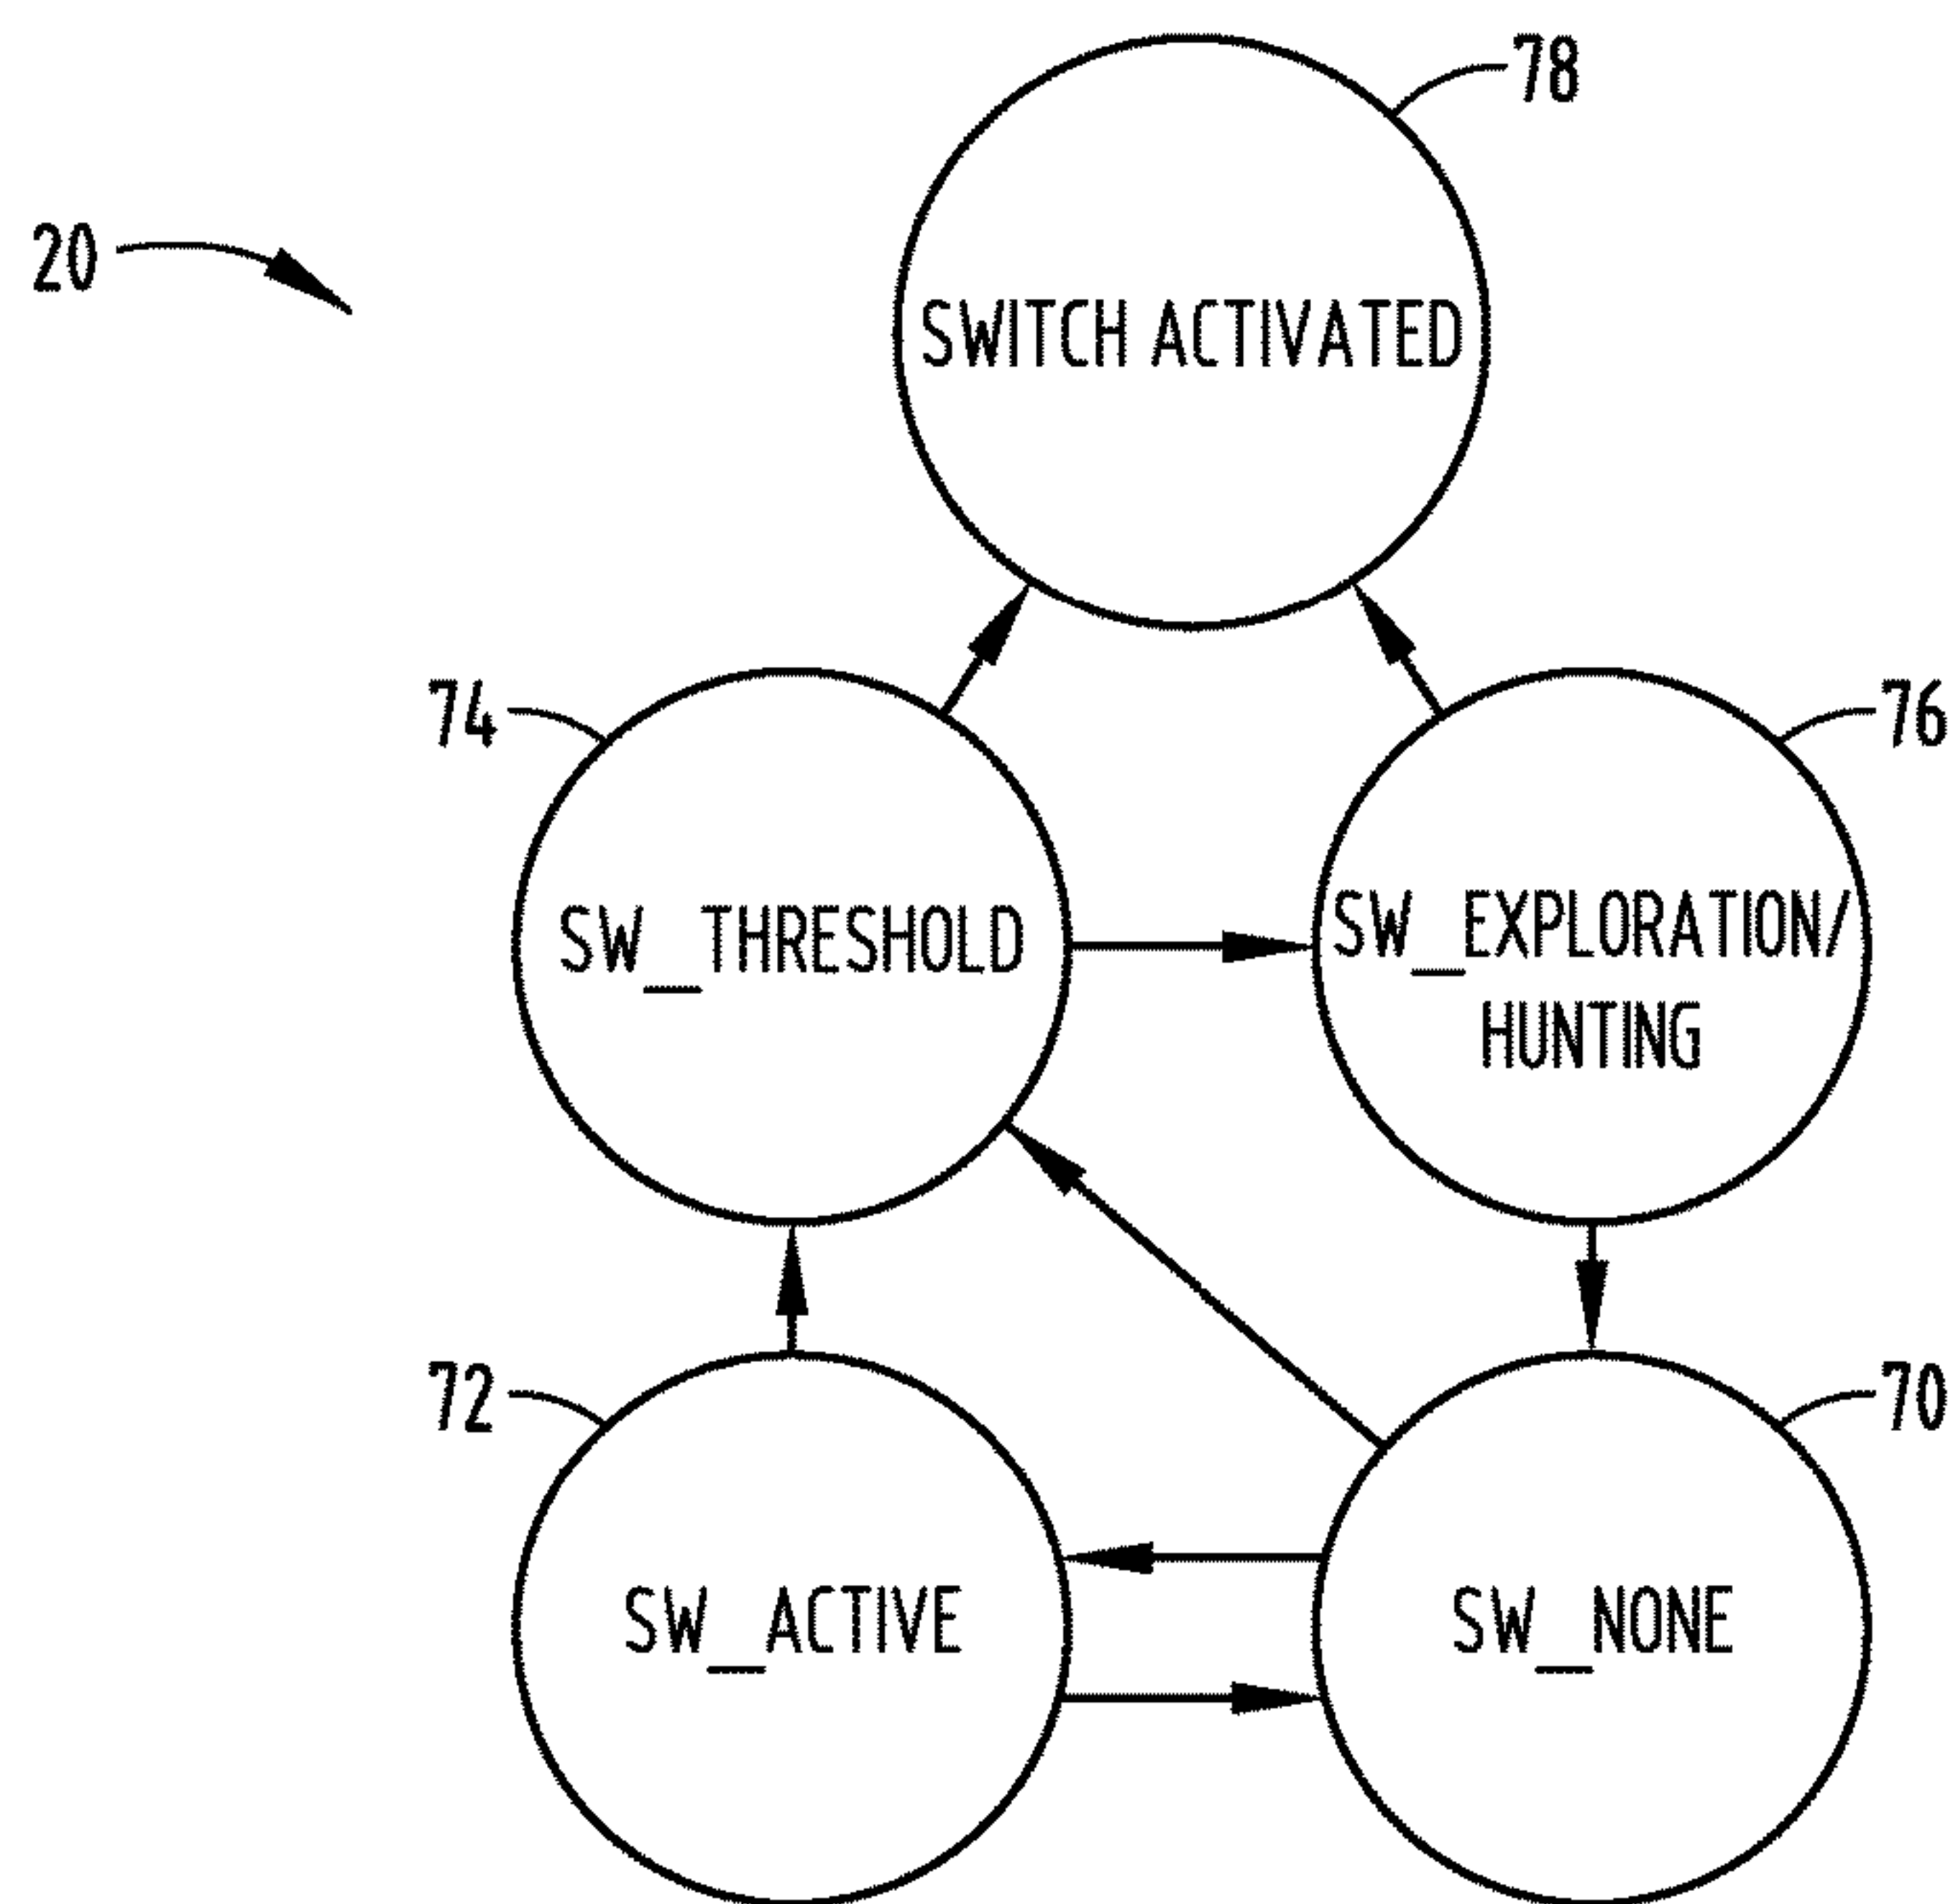 78
20
SWITCH ACTIVATED
74
76
SW_THRESHOLD
SW_EXPLORATION/
HUNTING
72
70
SW_ACTIVE
SW_NONE